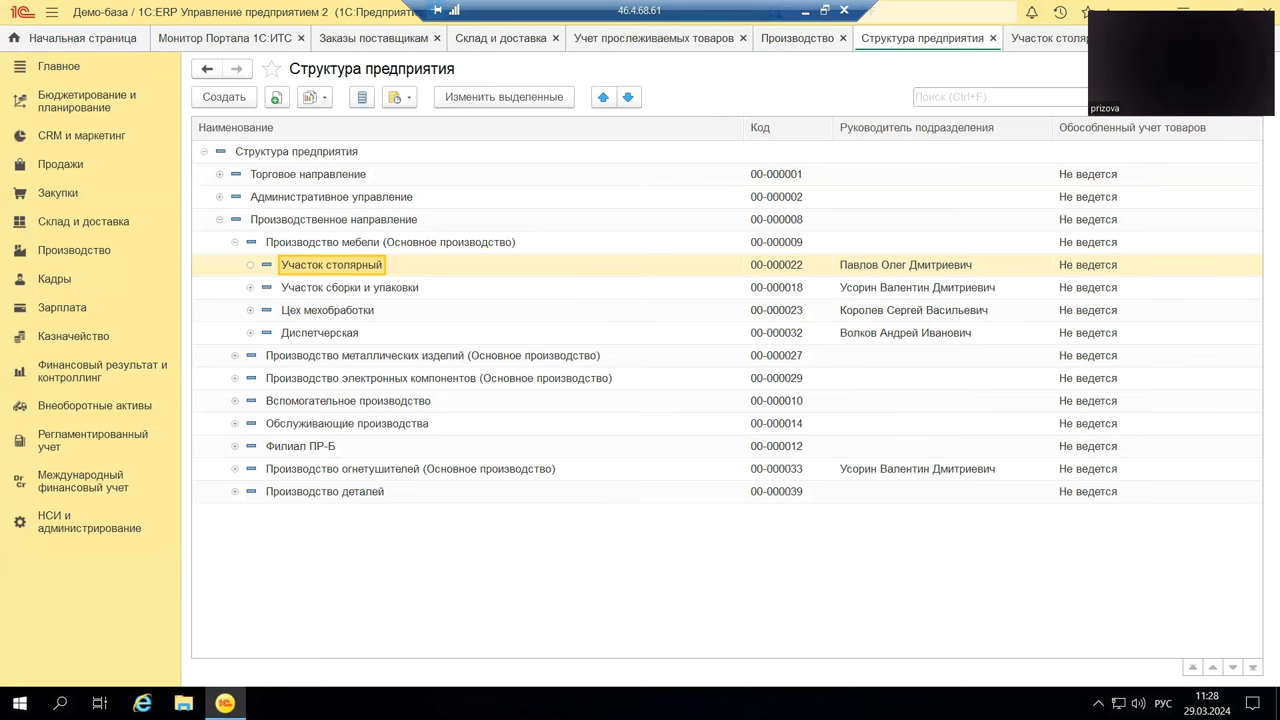 Демо-база / 1С:ERP Управление предприятием 2 (1С:Предприяти
46.4.68.61
Начальная страница
Монитор Портала 1С:ИТС ×
Заказы поставщикам ×
Склад и доставка ×
Учет прослеживаемых товаров ×
Производство ×
Структура предприятия ×
Участок столяр
prizova
Главное
Бюджетирование и
планирование
CRM и маркетинг
Продажи
Закупки
Склад и доставка
Производство
Кадры
Зарплата
Казначейство
Финансовый результат и
контроллинг
Внеоборотные активы
Регламентированный
учет
Международный
финансовый учет
НСИ и
администрирование
Структура предприятия
Создать
Изменить выделенные
Поиск (Ctrl+F)
Наименование Код Руководитель подразделения Обособленный учет товаров
Структура предприятия
Торговое направление 00-000001 Не ведется
Административное управление 00-000002 Не ведется
Производственное направление 00-000008 Не ведется
Производство мебели (Основное производство) 00-000009 Не ведется
Участок столярный 00-000022 Павлов Олег Дмитриевич Не ведется
Участок сборки и упаковки 00-000018 Усорин Валентин Дмитриевич Не ведется
Цех мехобработки 00-000023 Королев Сергей Васильевич Не ведется
Диспетчерская 00-000032 Волков Андрей Иванович Не ведется
Производство металлических изделий (Основное производство) 00-000027 Не ведется
Производство электронных компонентов (Основное производство) 00-000029 Не ведется
Вспомогательное производство 00-000010 Не ведется
Обслуживающие производства 00-000014 Не ведется
Филиал ПР-Б 00-000012 Не ведется
Производство огнетушителей (Основное производство) 00-000033 Усорин Валентин Дмитриевич Не ведется
Производство деталей 00-000039 Не ведется
РУС
11:28
29.03.2024